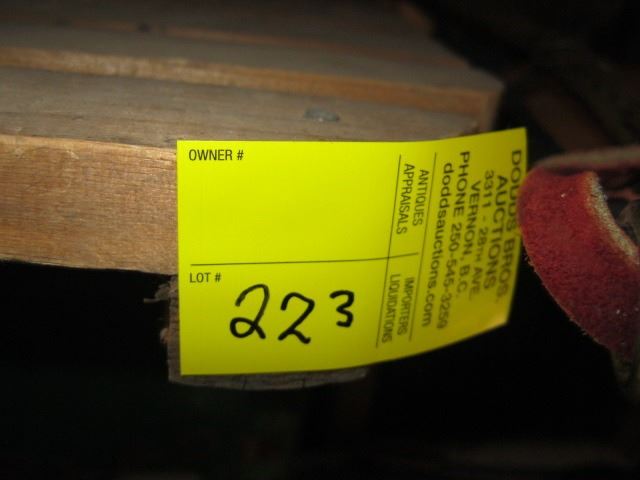 OWNER #
LOT #
223
ANTIQUES
APPRAISALS
IMPORTERS
LIQUIDATIONS
DODDS BROS.
AUCTIONS
3311 - 28TH AVE.
VERNON, B.C.
PHONE 250-545-3259
doddsauctions.com